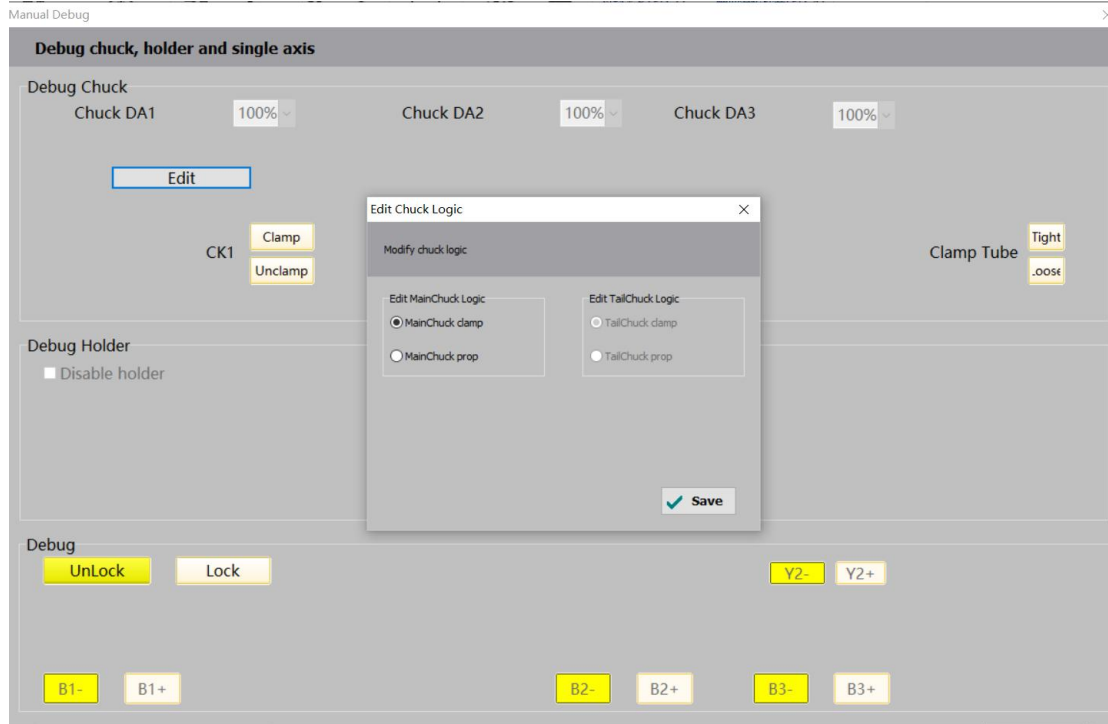 Manual Debug
Debug chuck, holder and single axis
Debug Chuck
Chuck DA1 100% Chuck DA2 100% Chuck DA3 100%
Edit
Edit Chuck Logic
Modify chuck logic
CK1 Clamp
Unclamp
Clamp Tube Tight
Edit MainChuck Logic Edit TailChuck Logic
MainChuck clamp TailChuck clamp
MainChuck prop TailChuck prop
Save
Debug Holder
Disable holder
Debug
UnLock Lock Y2- Y2+
B1- B1+ B2- B2+ B3- B3+